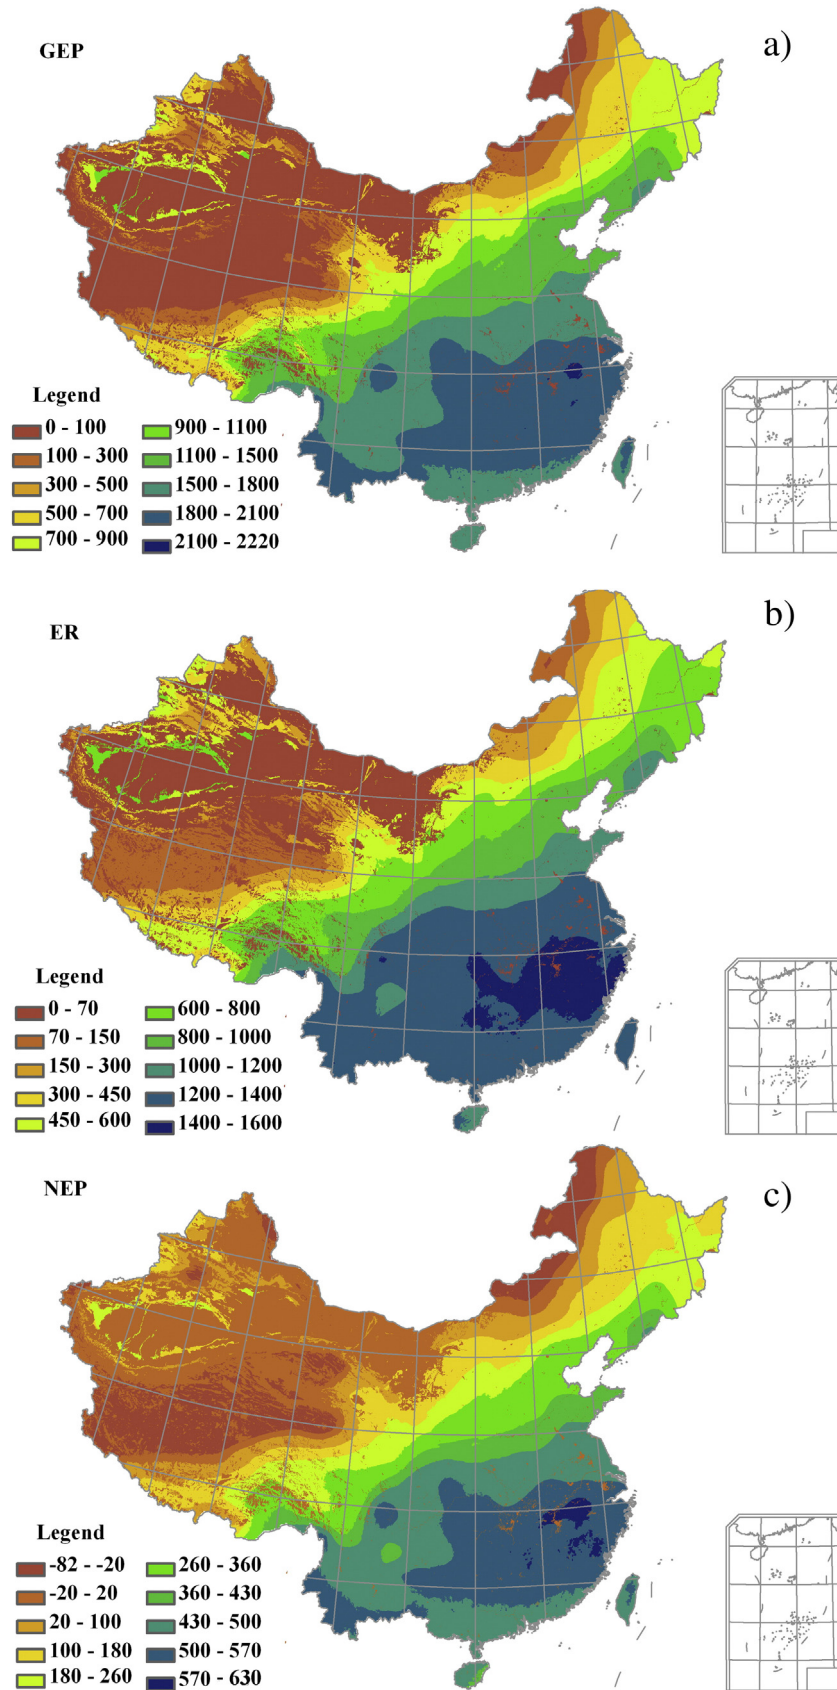 GEP
a)
Legend
0 - 100
100 - 300
300 - 500
500 - 700
700 - 900
900 - 1100
1100 - 1500
1500 - 1800
1800 - 2100
2100 - 2220
ER
b)
Legend
0 - 70
70 - 150
150 - 300
300 - 450
450 - 600
600 - 800
800 - 1000
1000 - 1200
1200 - 1400
1400 - 1600
NEP
c)
Legend
-82 - -20
-20 - 20
20 - 100
100 - 180
180 - 260
260 - 360
360 - 430
430 - 500
500 - 570
570 - 630